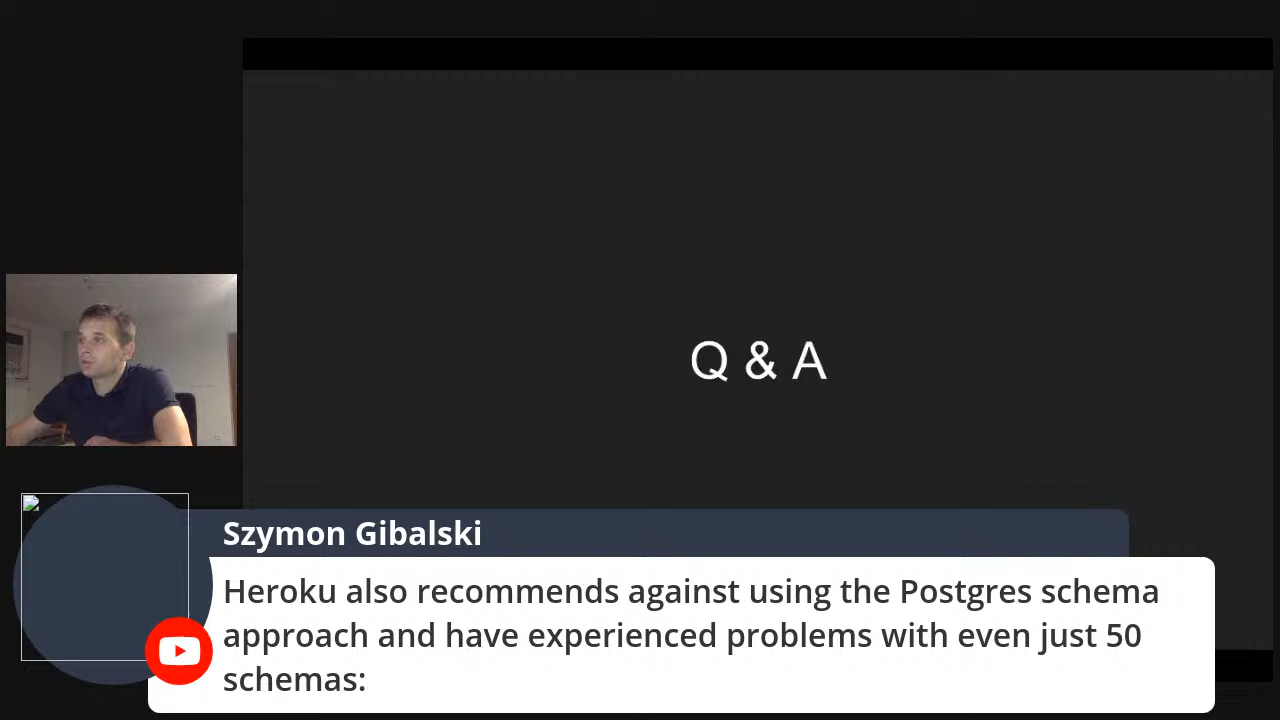 Q & A
Szymon Gibalski
Heroku also recommends against using the Postgres schema
approach and have experienced problems with even just 50
schemas: